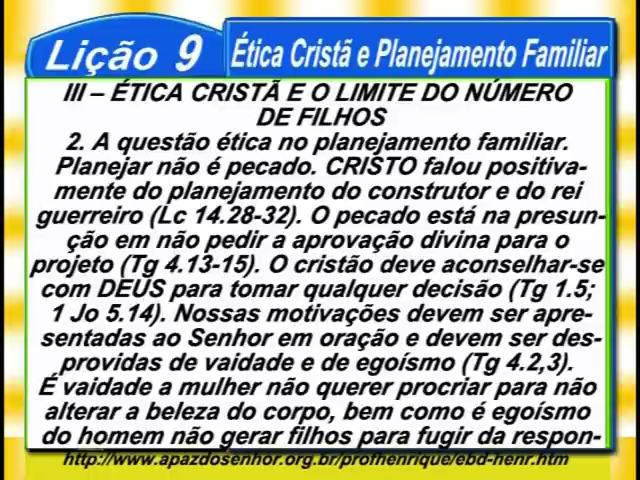 Lição 9
Ética Cristã e Planejamento Familiar
III – ÉTICA CRISTÃ E O LIMITE DO NÚMERO
DE FILHOS
2. A questão ética no planejamento familiar.
Planejar não é pecado. CRISTO falou positiva-
mente do planejamento do construtor e do rei
guerreiro (Lc 14.28-32). O pecado está na presun-
ção em não pedir a aprovação divina para o
projeto (Tg 4.13-15). O cristão deve aconselhar-se
com DEUS para tomar qualquer decisão (Tg 1.5;
1 Jo 5.14). Nossas motivações devem ser apre-
sentadas ao Senhor em oração e devem ser des-
providas de vaidade e de egoísmo (Tg 4.2,3).
É vaidade a mulher não querer procriar para não
alterar a beleza do corpo, bem como é egoísmo
do homem não gerar filhos para fugir da respon-
http://www.apazdosenhor.org.br/profhenrique/ebd-henr.htm